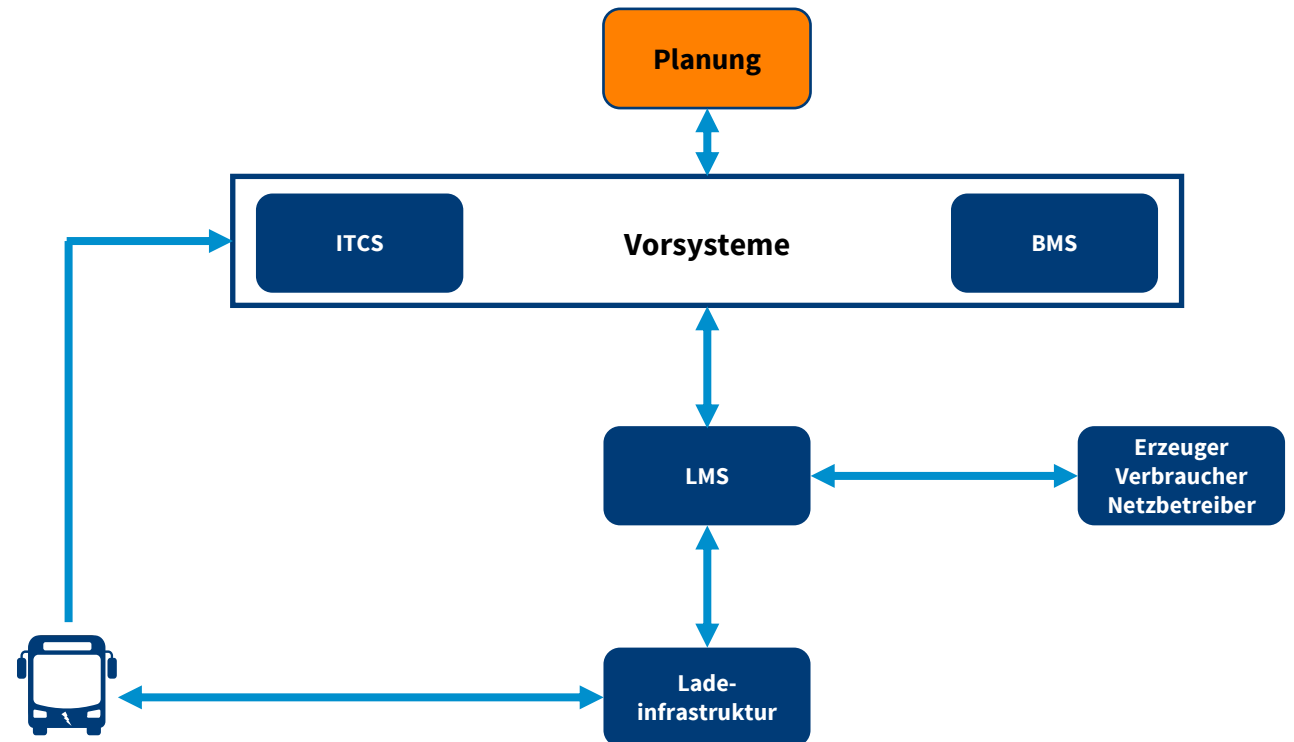 Planung
ITCS
Vorsysteme
BMS
LMS
Erzeuger
Verbraucher
Netzbetreiber
Lade-
infrastruktur